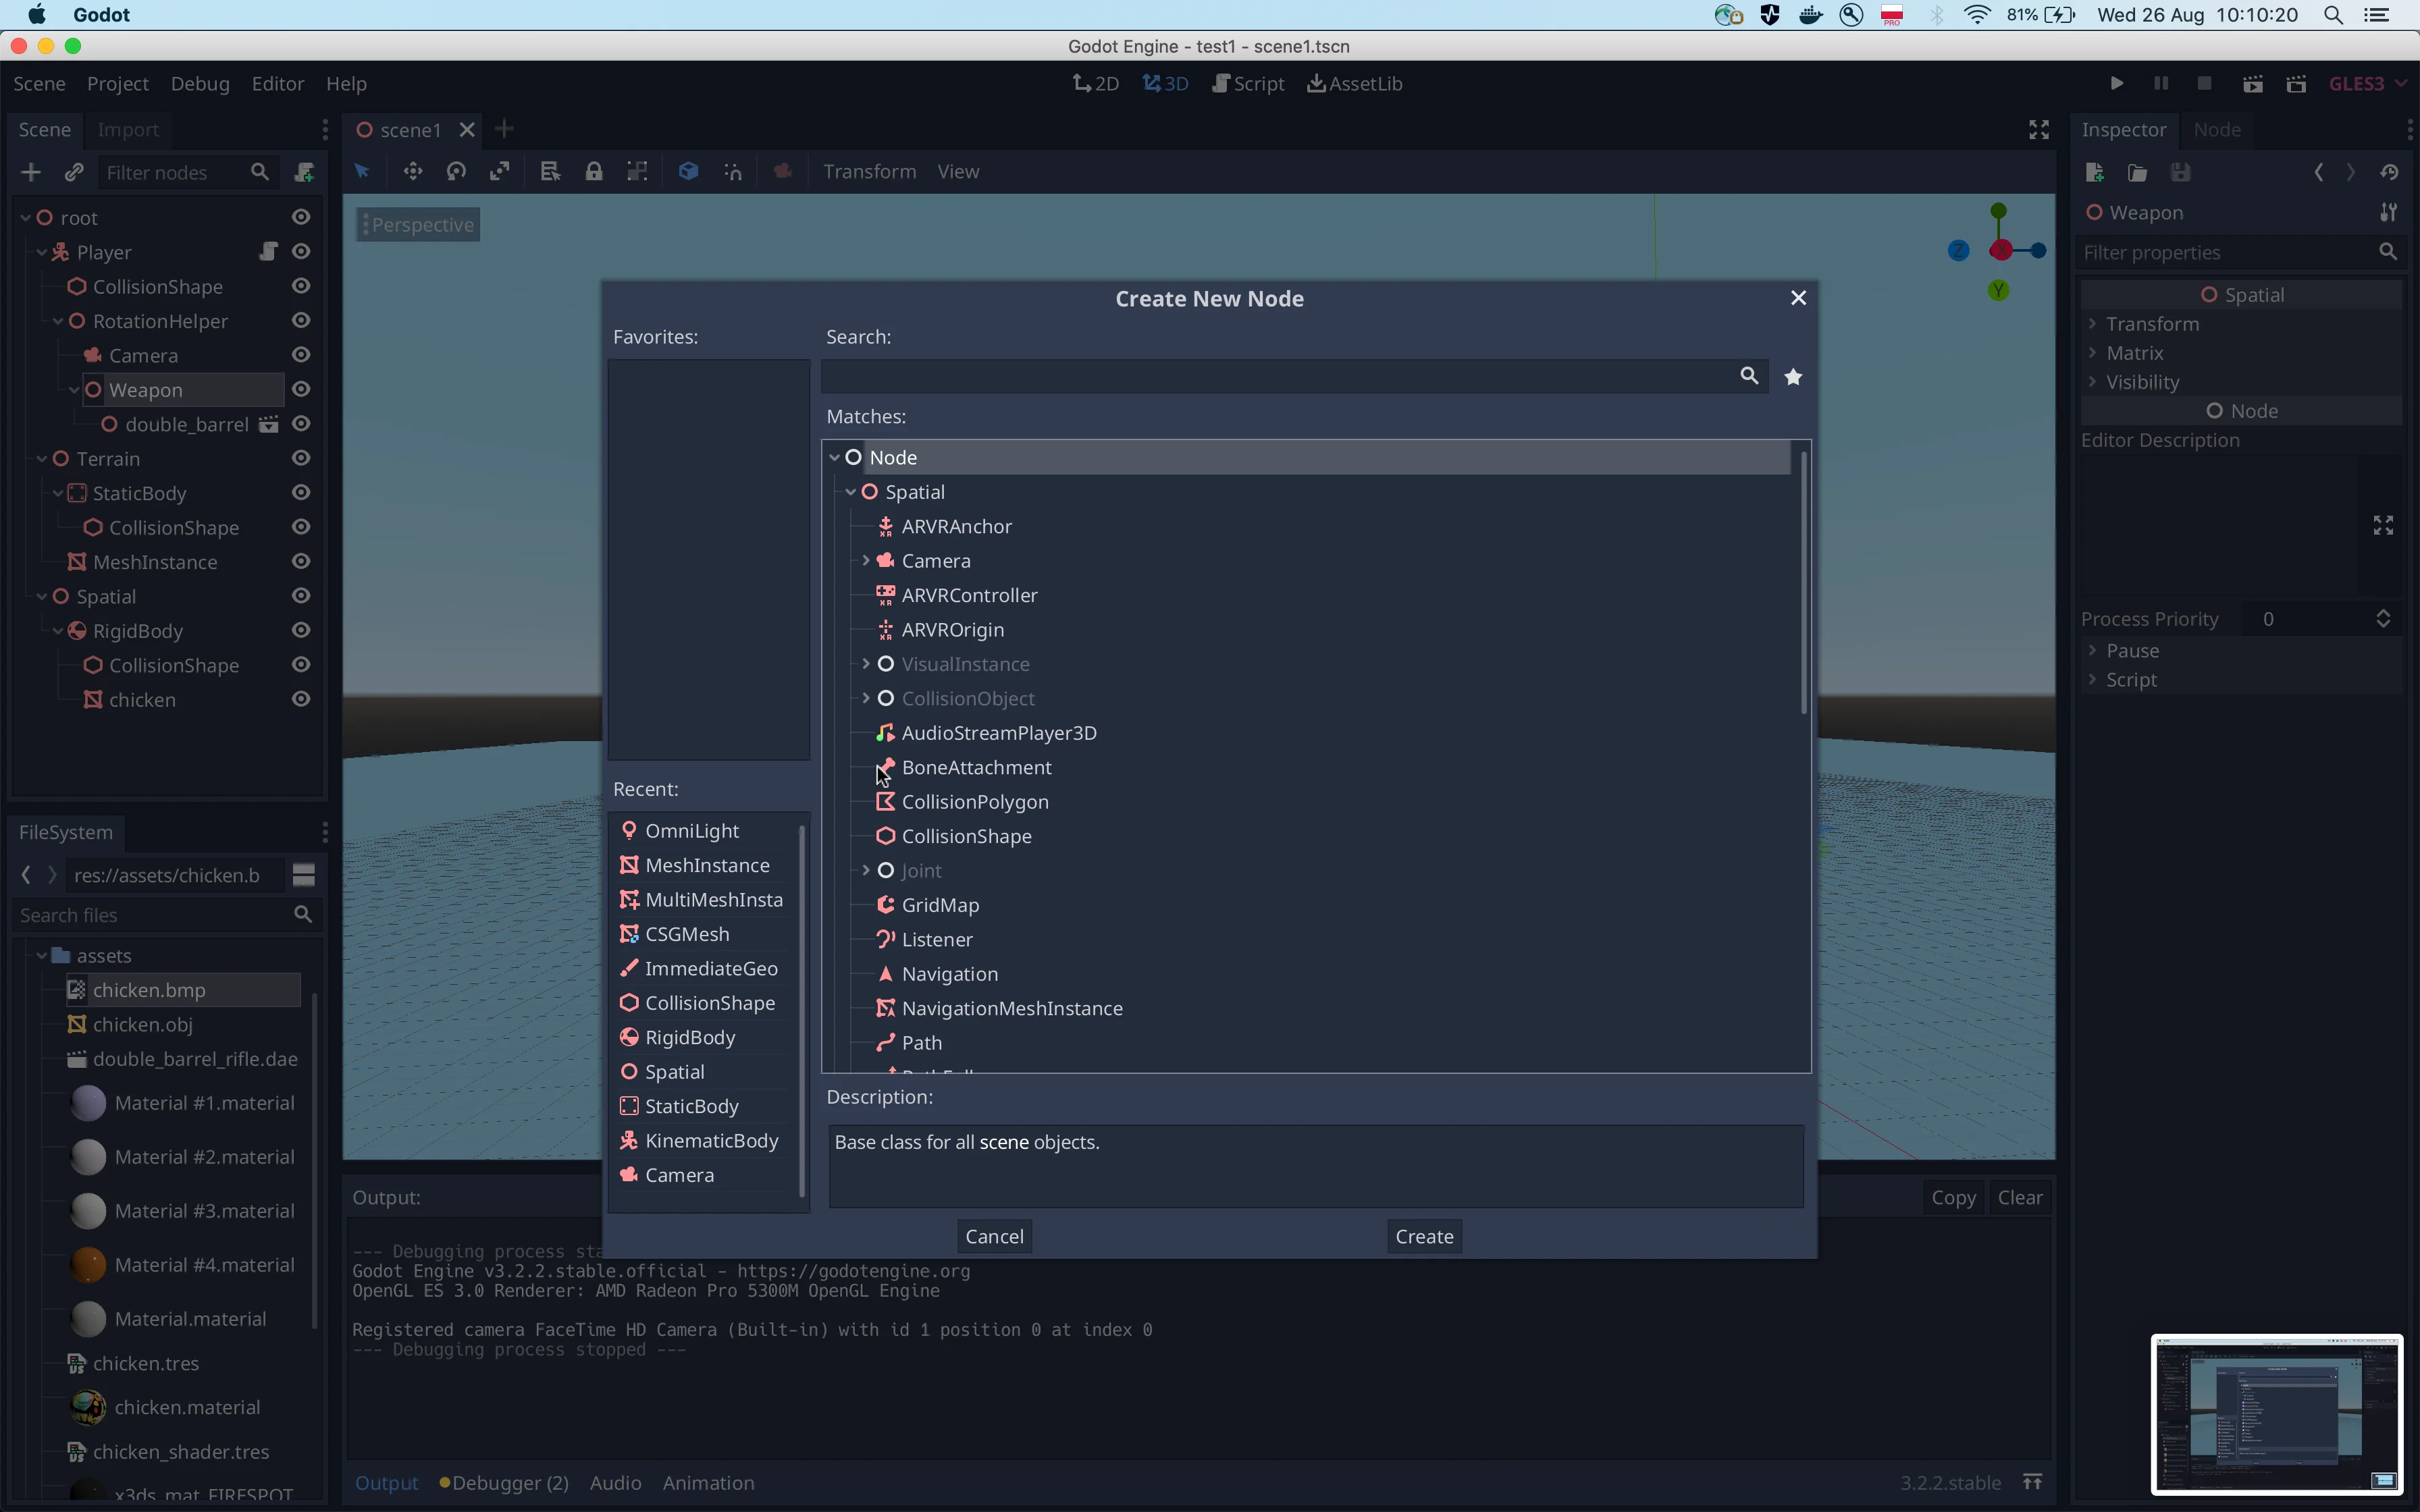 Godot
PRO
81%
Wed 26 Aug 10:10:20
Godot Engine - test1 - scene1.tscn
Scene Project Debug Editor Help
2D 3D Script AssetLib
GLES3
Scene Import
scene1
Inspector Node
Filter nodes
Transform View
root
Player
CollisionShape
RotationHelper
Camera
Weapon
double_barrel
Terrain
StaticBody
CollisionShape
MeshInstance
Spatial
RigidBody
CollisionShape
chicken
Perspective
Z
X
Y
Create New Node
Favorites:
Search:
Matches:
Node
Spatial
ARVRAnchor
Camera
ARVRController
ARVROrigin
VisualInstance
CollisionObject
AudioStreamPlayer3D
BoneAttachment
CollisionPolygon
CollisionShape
Joint
GridMap
Listener
Navigation
NavigationMeshInstance
Path
Recent:
OmniLight
MeshInstance
MultiMeshInsta
CSGMesh
ImmediateGeo
CollisionShape
RigidBody
Spatial
StaticBody
KinematicBody
Camera
Description:
Base class for all scene objects.
Cancel
Create
Weapon
Filter properties
Spatial
Transform
Matrix
Visibility
Node
Editor Description
Process Priority 0
Pause
Script
FileSystem
res://assets/chicken.b
Search files
assets
chicken.bmp
chicken.obj
double_barrel_rifle.dae
Material #1.material
Material #2.material
Material #3.material
Material #4.material
Material.material
chicken.tres
chicken.material
chicken_shader.tres
x3ds_mat_FIRESPOT
Output:
Copy Clear
--- Debugging process sta
Godot Engine v3.2.2.stable.official - https://godotengine.org
OpenGL ES 3.0 Renderer: AMD Radeon Pro 5300M OpenGL Engine
Registered camera FaceTime HD Camera (Built-in) with id 1 position 0 at index 0
--- Debugging process stopped ---
Output Debugger (2) Audio Animation
3.2.2.stable